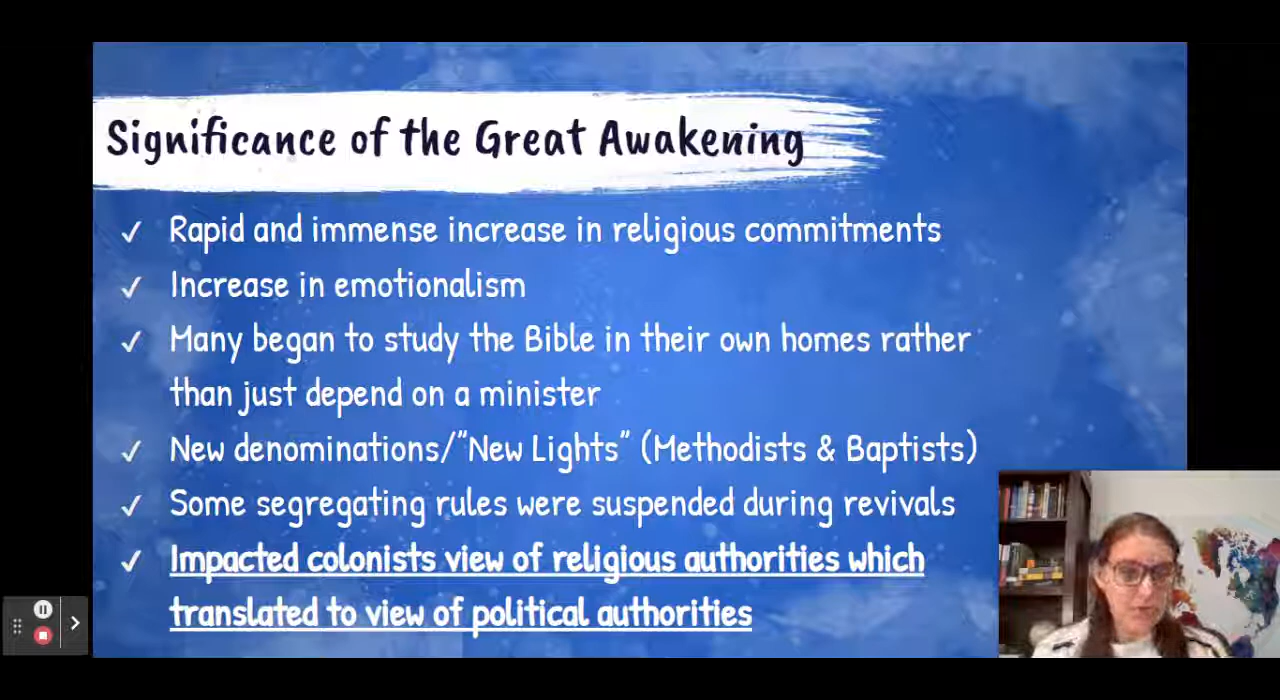 Significance of the Great Awakening
✓ Rapid and immense increase in religious commitments
✓ Increase in emotionalism
✓ Many began to study the Bible in their own homes rather
than just depend on a minister
✓ New denominations/"New Lights" (Methodists & Baptists)
✓ Some segregating rules were suspended during revivals
✓ Impacted colonists view of religious authorities which
translated to view of political authorities